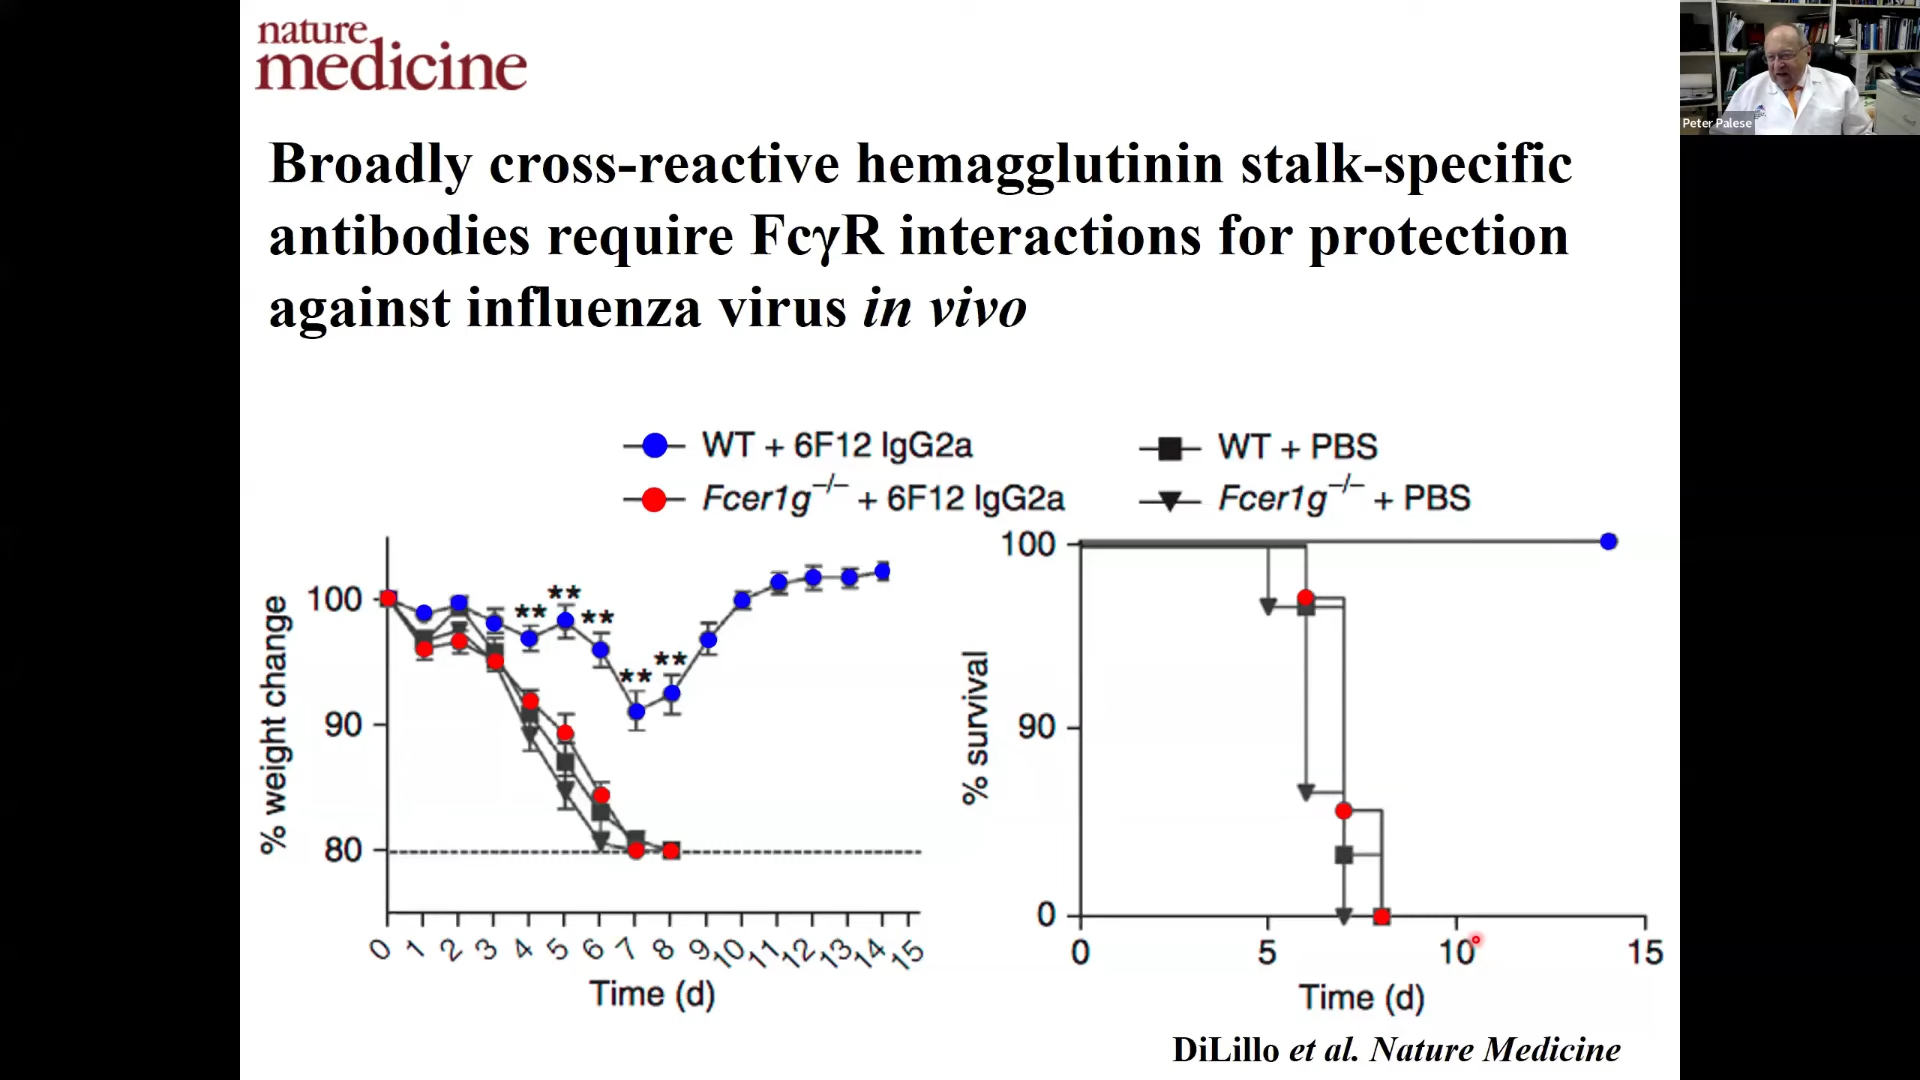 nature
medicine
Peter Palese
Broadly cross-reactive hemagglutinin stalk-specific
antibodies require FcγR interactions for protection
against influenza virus in vivo
WT + 6F12 IgG2a
WT + PBS
Fcer1g–/– + 6F12 IgG2a
Fcer1g–/– + PBS
% weight change
100
90
80
** ** ** ** **
0 1 2 3 4 5 6 7 8 9 10 11 12 13 14 15
Time (d)
% survival
100
90
0
0 5 10 15
Time (d)
DiLillo et al. Nature Medicine